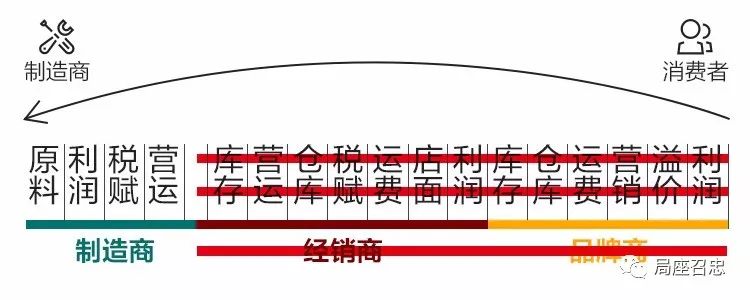 制造商
消费者
原料 利润 税赋 营运 库存 营运 仓库 税赋 运费 店面 利润 库存 仓库 运费 营销 溢价 利润
制造商 经销商 品牌商
局座召忠